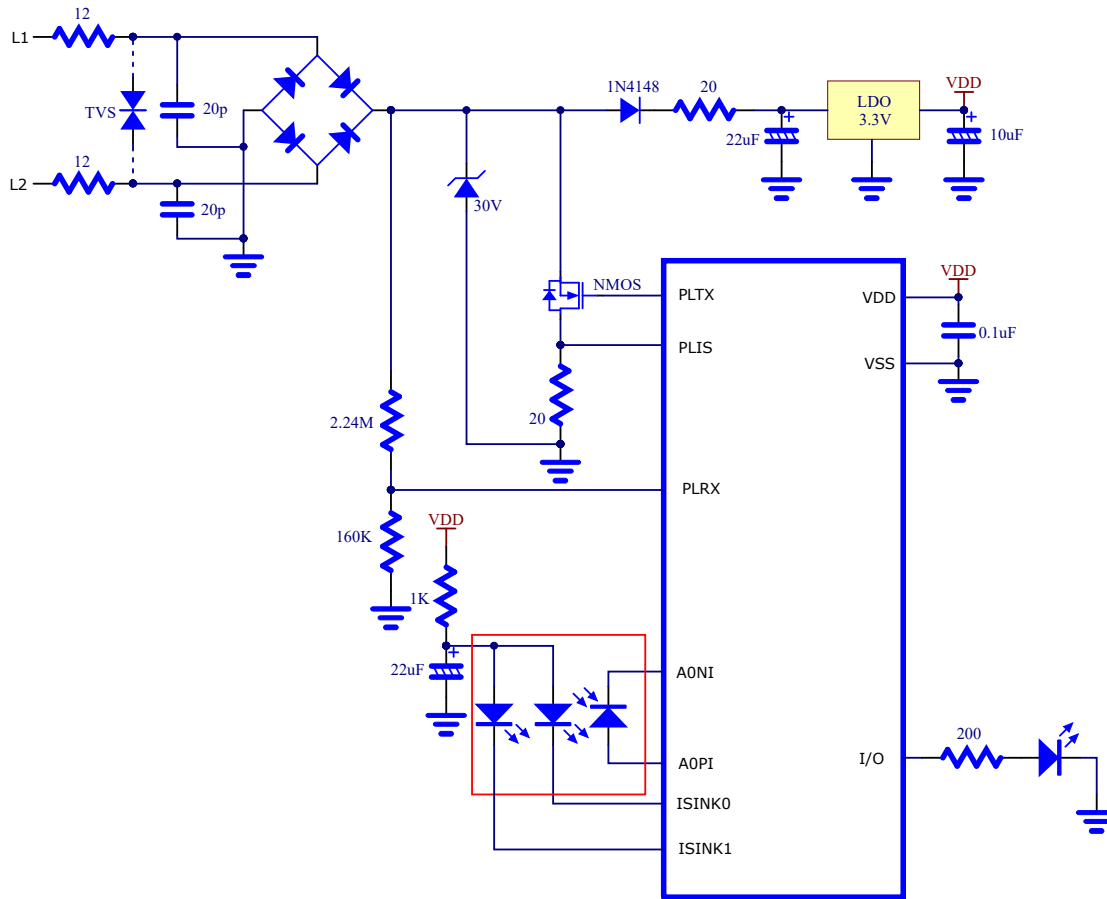 12
L1
TVS
20p
12
L2
20p
1N4148
20
22uF
LDO
3.3V
VDD
10uF
30V
NMOS
PLTX
VDD
VDD
0.1uF
PLIS
VSS
20
2.24M
PLRX
160K
VDD
1K
22uF
A0NI
A0PI
I/O
200
ISINK0
ISINK1